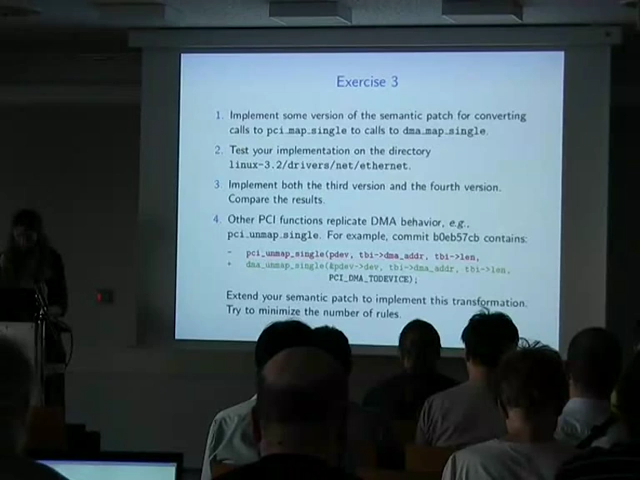 Exercise 3
1. Implement some version of the semantic patch for converting
calls to pci_map_single to calls to dma_map_single.
2. Test your implementation on the directory
linux-3.2/drivers/net/ethernet.
3. Implement both the third version and the fourth version.
Compare the results.
4. Other PCI functions replicate DMA behavior, e.g.,
pci_unmap_single. For example, commit b0eb57cb contains:
- pci_unmap_single(pdev, tbi->dma_addr, tbi->len,
+ dma_unmap_single(&pdev->dev, tbi->dma_addr, tbi->len,
PCI_DMA_TODEVICE);
Extend your semantic patch to implement this transformation.
Try to minimize the number of rules.